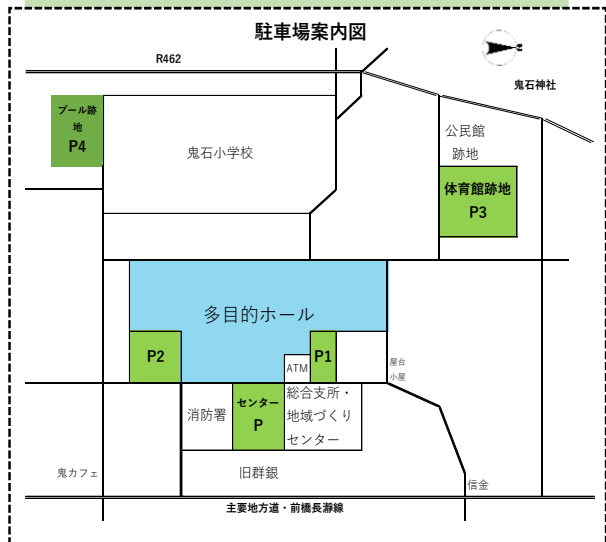 駐車場案内図
R462
鬼石神社
プール跡
地
P4
鬼石小学校
公民館
跡地
体育館跡地
P3
多目的ホール
P2
P1
ATM
屋台
小屋
消防署
センター
P
総合支所・
地域づくり
センター
鬼カフェ
旧群銀
信金
主要地方道・前橋長瀞線